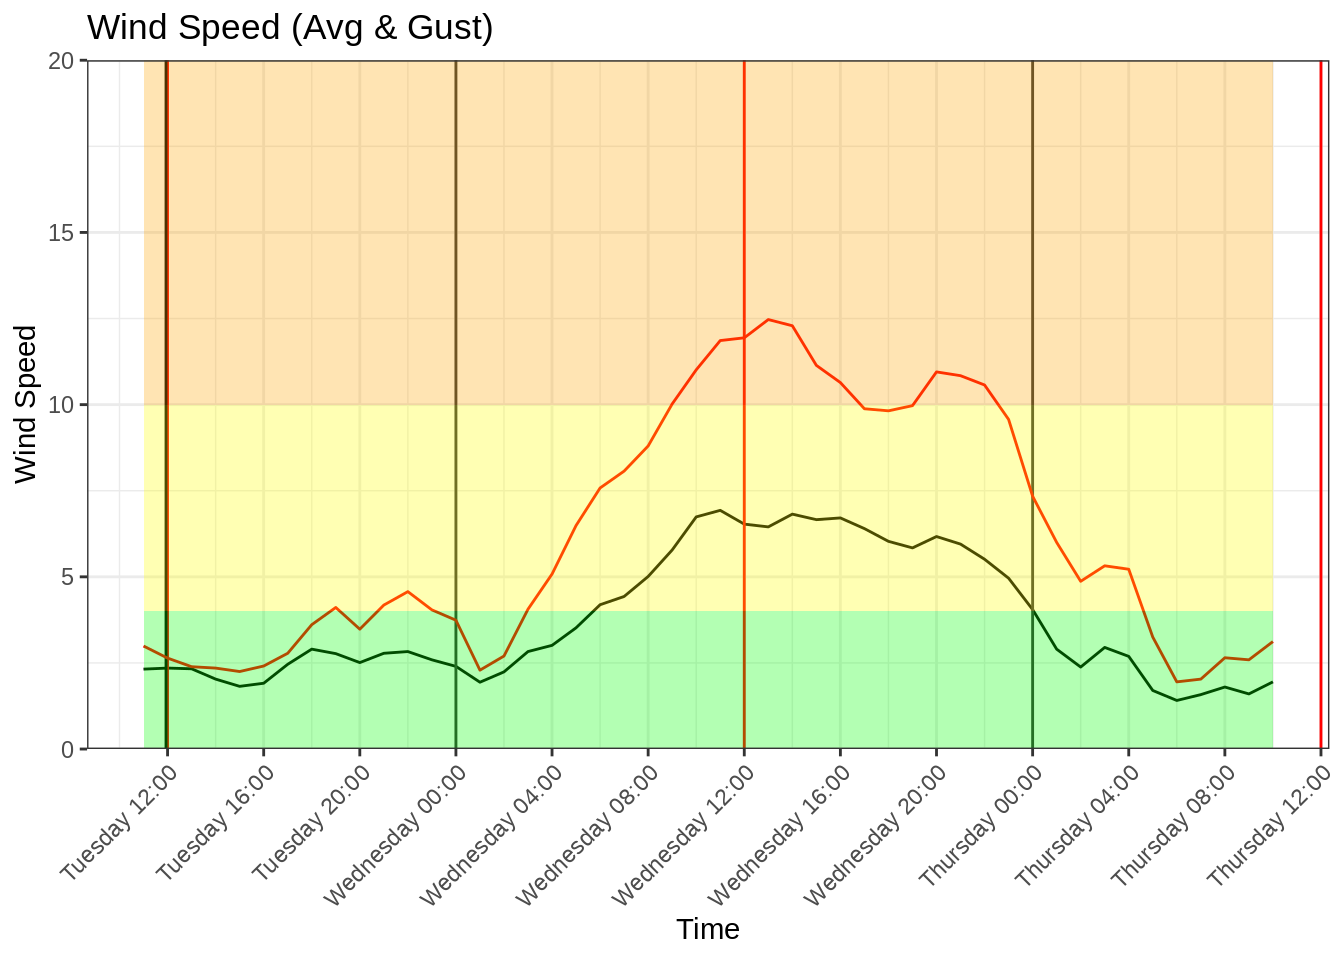 Wind Speed (Avg & Gust)
20
15
10
5
0
Wind Speed
Tuesday 12:00
Tuesday 16:00
Tuesday 20:00
Wednesday 00:00
Wednesday 04:00
Wednesday 08:00
Wednesday 12:00
Wednesday 16:00
Wednesday 20:00
Thursday 00:00
Thursday 04:00
Thursday 08:00
Thursday 12:00
Time